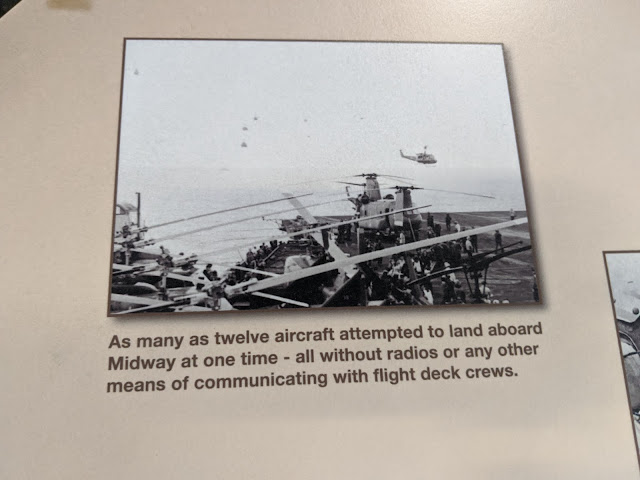 As many as twelve aircraft attempted to land aboard
Midway at one time - all without radios or any other
means of communicating with flight deck crews.